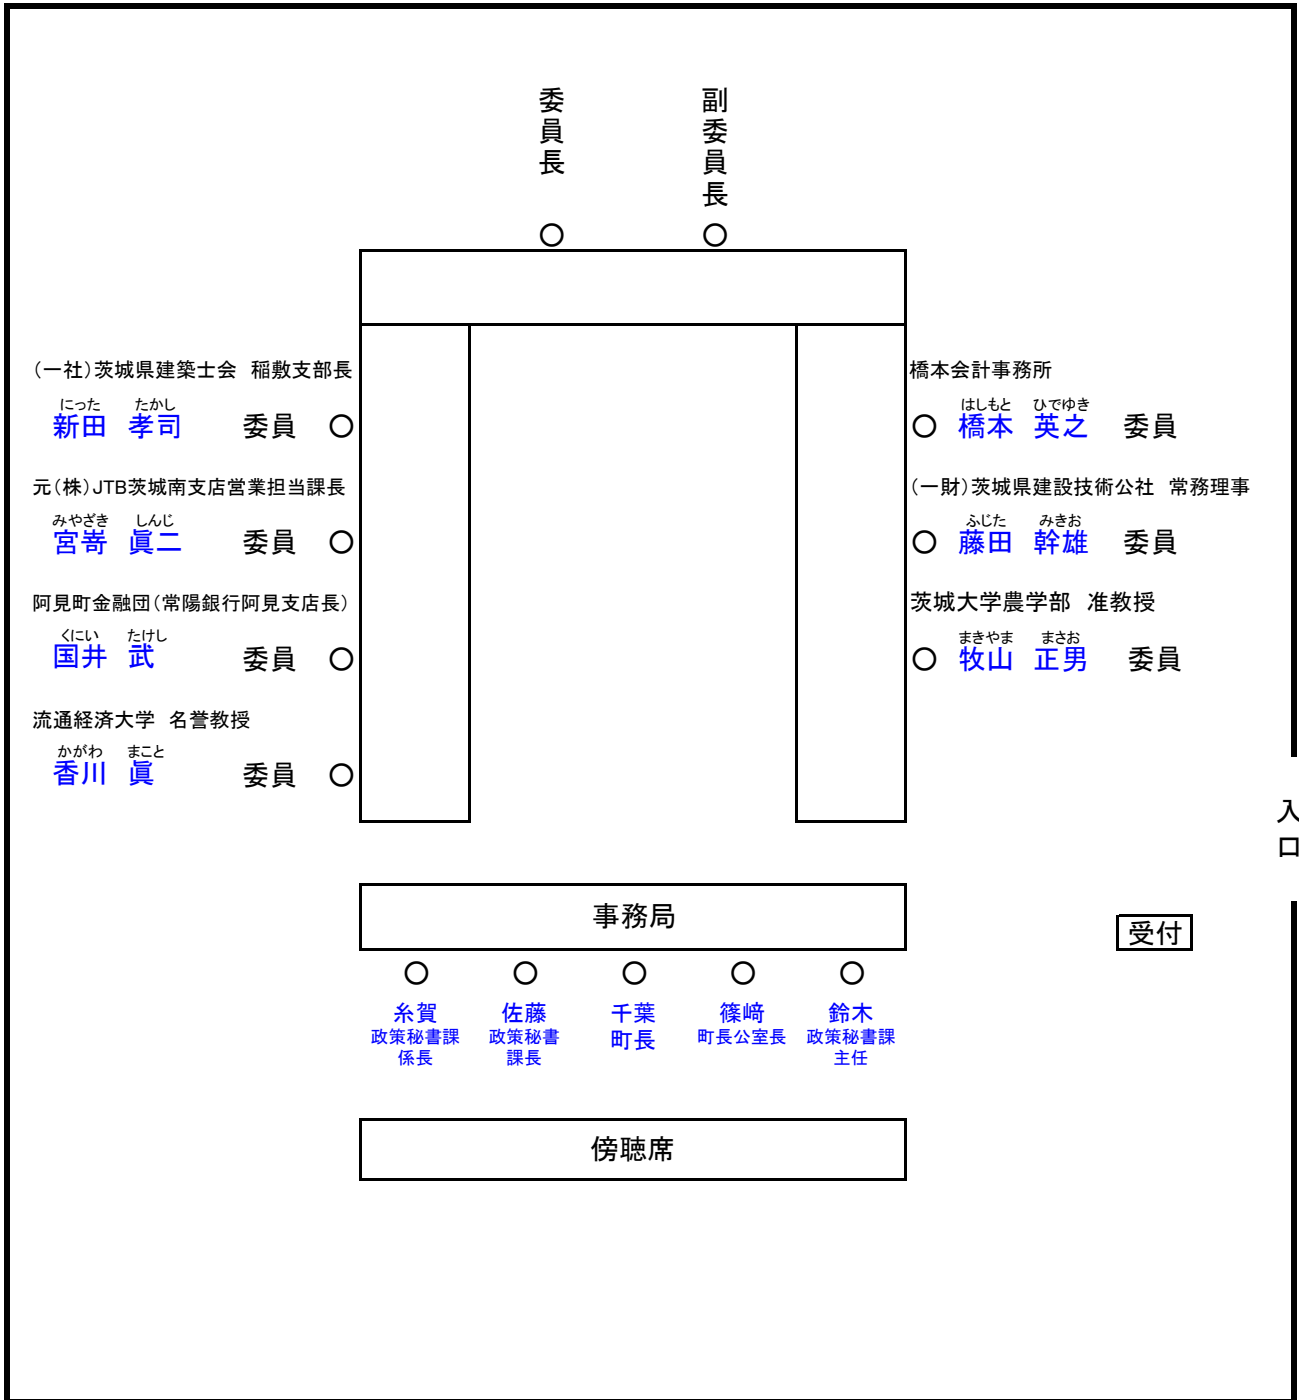 委員長
副委員長
(一社)茨城県建築士会　稲敷支部長
にった　たかし
新田　孝司　委員　○
元(株)JTB茨城南支店営業担当課長
みやざき　しんじ
宮嵜　眞二　委員　○
阿見町金融団(常陽銀行阿見支店長)
くにい　たけし
国井　武　委員　○
流通経済大学　名誉教授
かがわ　まこと
香川　眞　委員　○
橋本会計事務所
はしもと　ひでゆき
○　橋本　英之　委員
(一財)茨城県建設技術公社　常務理事
ふじた　みきお
○　藤田　幹雄　委員
茨城大学農学部　准教授
まきやま　まさお
○　牧山　正男　委員
入口
事務局
受付
糸賀
政策秘書課
係長
佐藤
政策秘書
課長
千葉
町長
篠﨑
町長公室長
鈴木
政策秘書課
主任
傍聴席